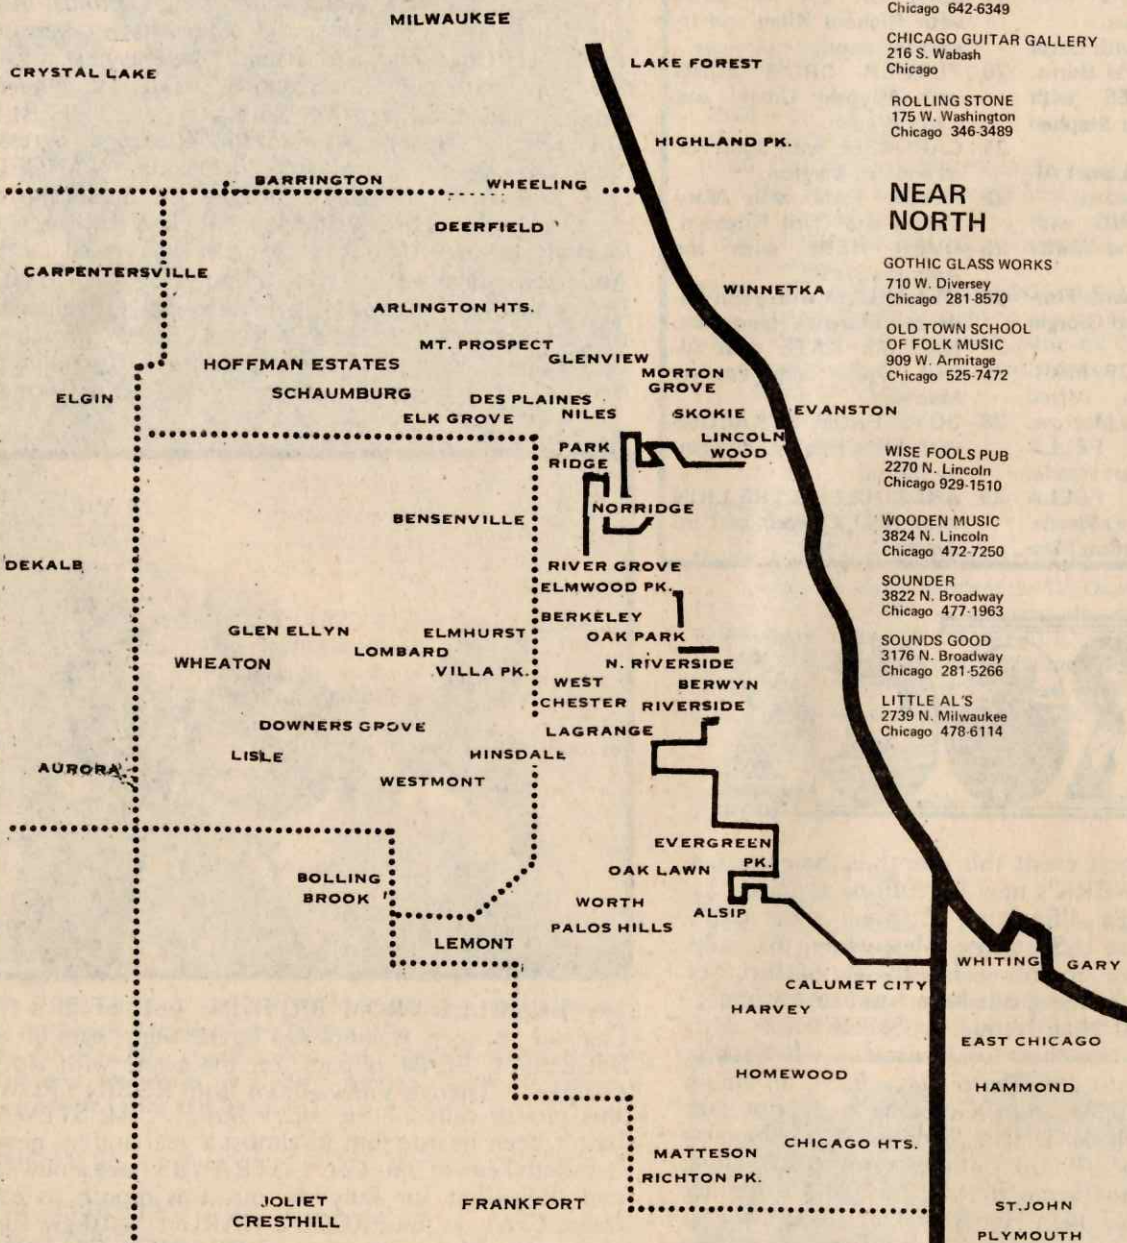 Chicago 642-6349
CHICAGO GUITAR GALLERY
216 S. Wabash
Chicago
ROLLING STONE
175 W. Washington
Chicago 346-3489
NEAR
NORTH
GOTHIC GLASS WORKS
710 W. Diversey
Chicago 281-8570
OLD TOWN SCHOOL
OF FOLK MUSIC
909 W. Armitage
Chicago 525-7472
WISE FOOLS PUB
2270 N. Lincoln
Chicago 929-1510
WOODEN MUSIC
3824 N. Lincoln
Chicago 472-7250
SOUNDER
3822 N. Broadway
Chicago 477-1963
SOUNDS GOOD
3176 N. Broadway
Chicago 281-5266
LITTLE AL'S
2739 N. Milwaukee
Chicago 478-6114
MILWAUKEE
CRYSTAL LAKE
LAKE FOREST
HIGHLAND PK.
BARRINGTON
WHEELING
DEERFIELD
CARPENTERSVILLE
WINNETKA
ARLINGTON HTS.
MT. PROSPECT
GLENVIEW
HOFFMAN ESTATES
MORTON
GROVE
SCHAUMBURG
ELGIN
DES PLAINES
ELK GROVE
NILES
SKOKIE
EVANSTON
LINCOLN
WOOD
PARK
RIDGE
NORRIDGE
BENSENVILLE
DEKALB
RIVER GROVE
ELMWOOD PK.
BERKELEY
GLEN ELLYN
ELMHURST
OAK PARK
LOMBARD
WHEATON
VILLA PK.
N. RIVERSIDE
WEST
CHESTER
BERWYN
RIVERSIDE
DOWNERS GROVE
LAGRANGE
LISLE
HINSDALE
AURORA
WESTMONT
EVERGREEN
PK.
OAK LAWN
BOLLING
BROOK
WORTH
ALSIP
PALOS HILLS
LEMONT
WHITING
GARY
CALUMET CITY
HARVEY
EAST CHICAGO
HOMEWOOD
HAMMOND
CHICAGO HTS.
MATTESON
RICHTON PK.
JOLIET
CRESTHILL
FRANKFORT
ST.JOHN
PLYMOUTH